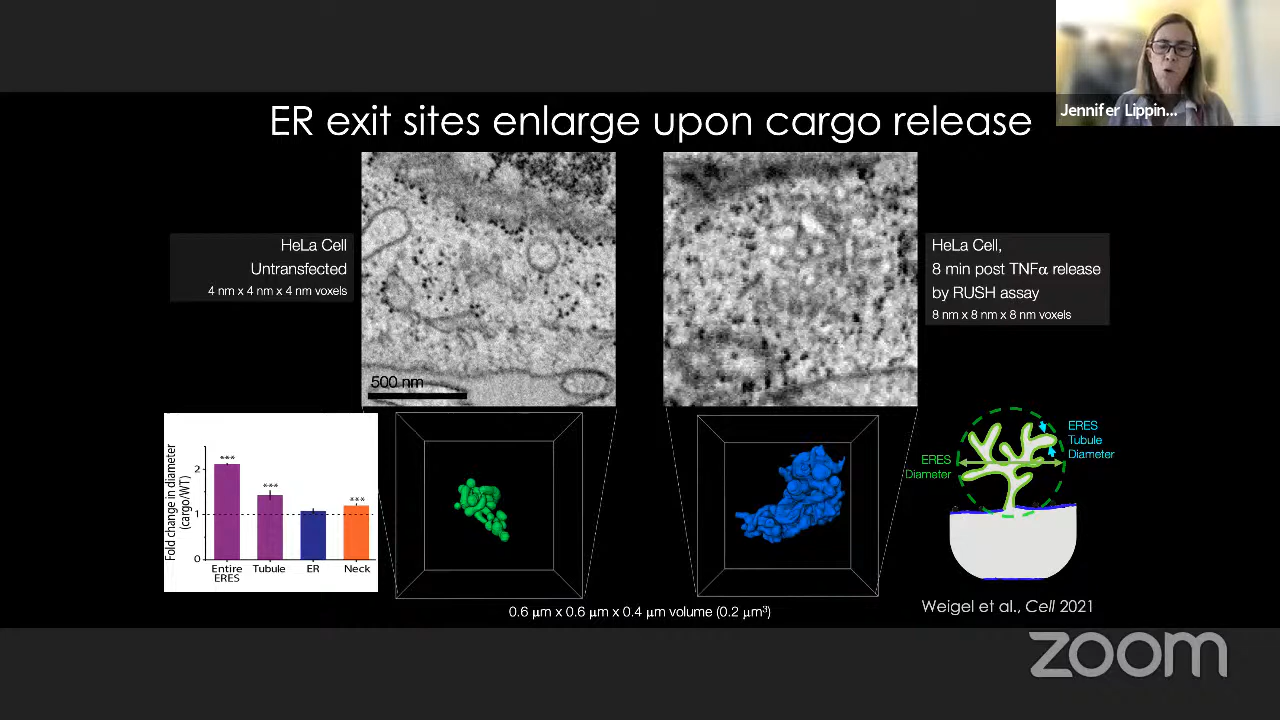 Jennifer Lippin...
ER exit sites enlarge upon cargo release
HeLa Cell
Untransfected
4 nm x 4 nm x 4 nm voxels
500 nm
HeLa Cell,
8 min post TNFα release
by RUSH assay
8 nm x 8 nm x 8 nm voxels
Fold change in diameter
(cargo/WT)
2
1
0
***
***
***
Entire
ERES
Tubule
ER
Neck
ERES
Diameter
ERES
Tubule
Diameter
0.6 μm x 0.6 μm x 0.4 μm volume (0.2 μm³)
Weigel et al., Cell 2021
zoom